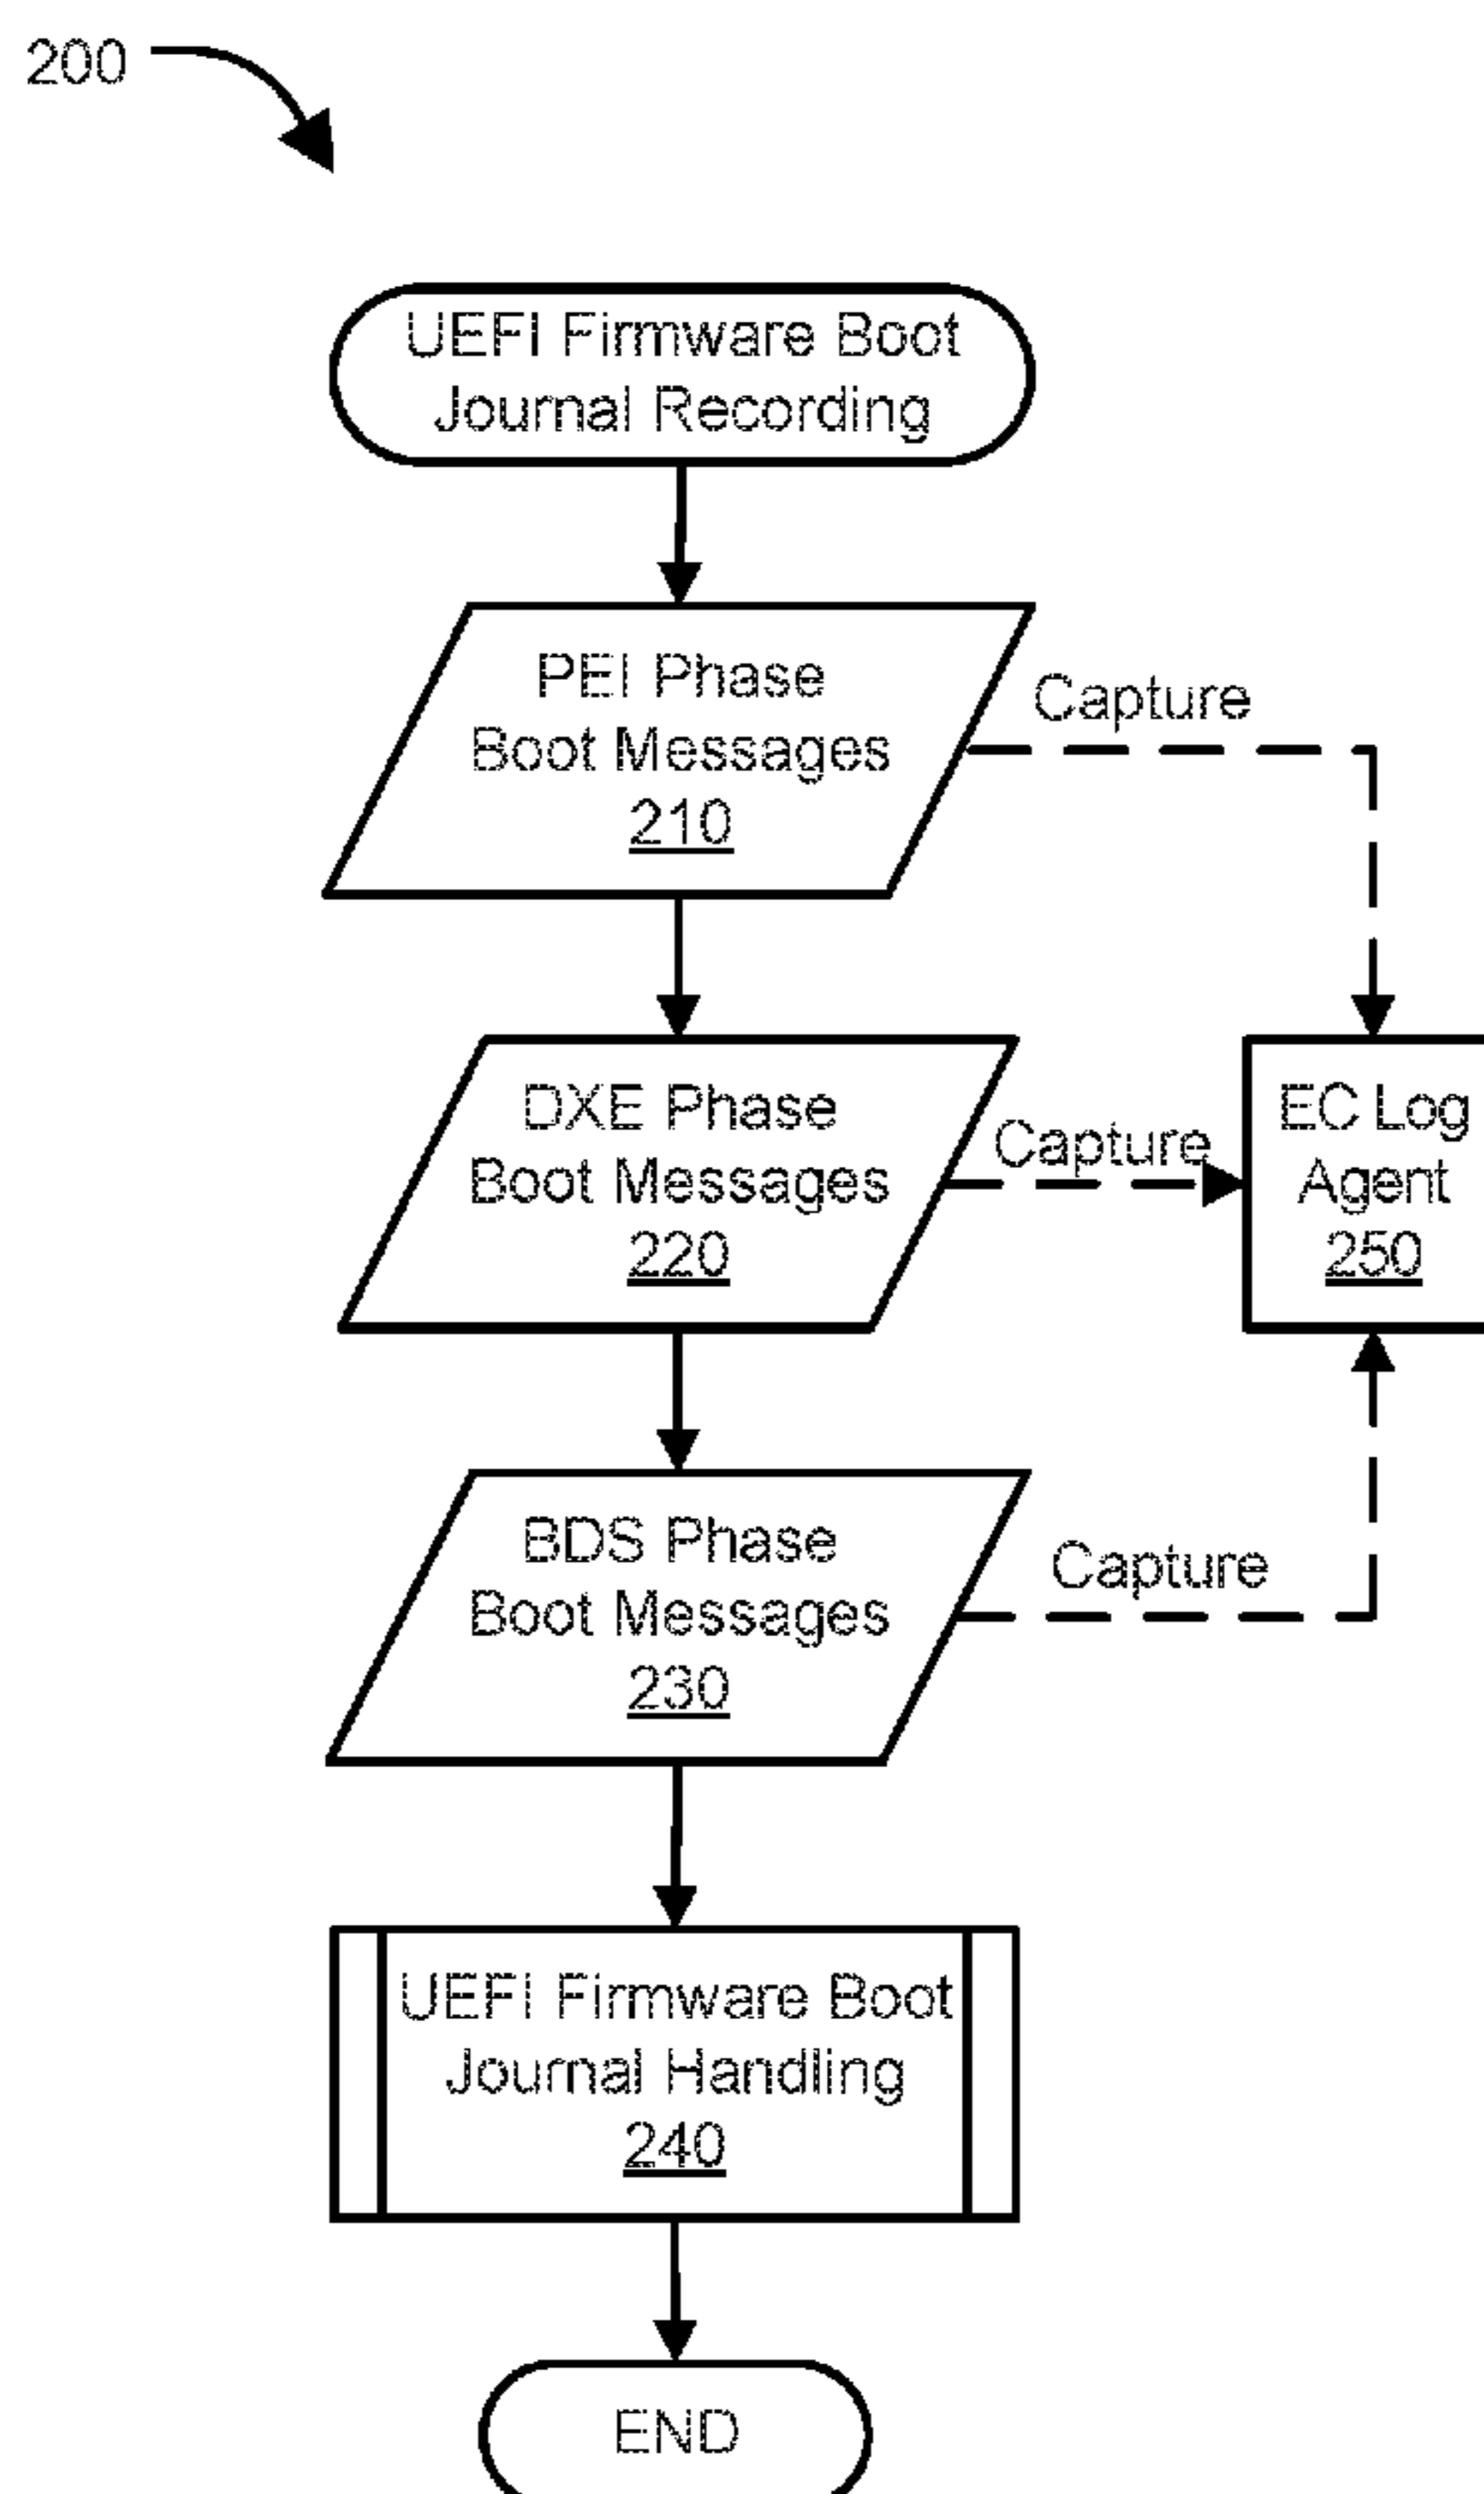 200
UEFI Firmware Boot
Journal Recording
PEI Phase
Boot Messages
210
Capture
DXE Phase
Boot Messages
220
Capture
EC Log
Agent
250
BDS Phase
Boot Messages
230
Capture
UEFI Firmware Boot
Journal Handling
240
END